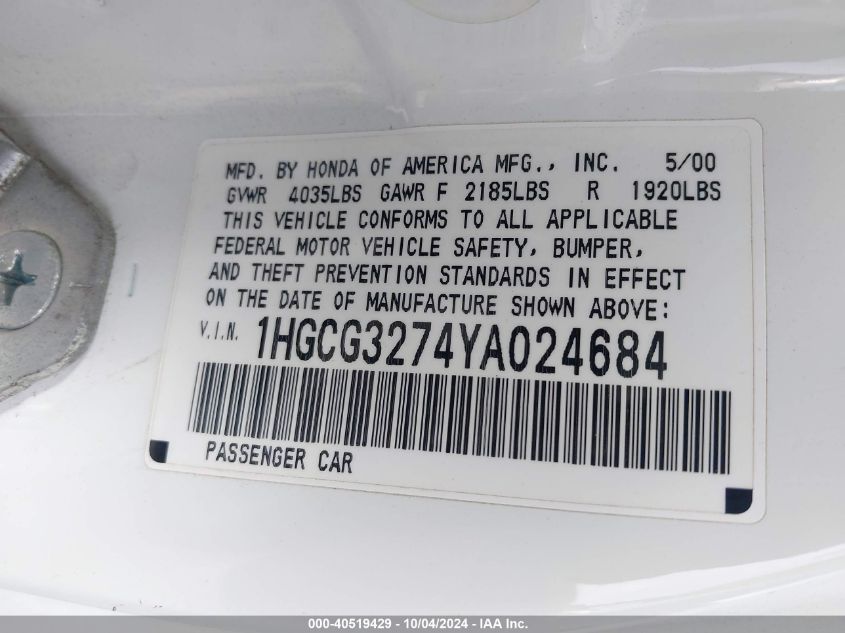 MFD. BY HONDA OF AMERICA MFG., INC. 5/00
GVWR 4035LBS GAWR F 2185LBS R 1920LBS
THIS VEHICLE CONFORMS TO ALL APPLICABLE
FEDERAL MOTOR VEHICLE SAFETY, BUMPER,
AND THEFT PREVENTION STANDARDS IN EFFECT
ON THE DATE OF MANUFACTURE SHOWN ABOVE:
V.I.N. 1HGCG3274YA024684
PASSENGER CAR
000-40519429 - 10/04/2024 - IAA Inc.